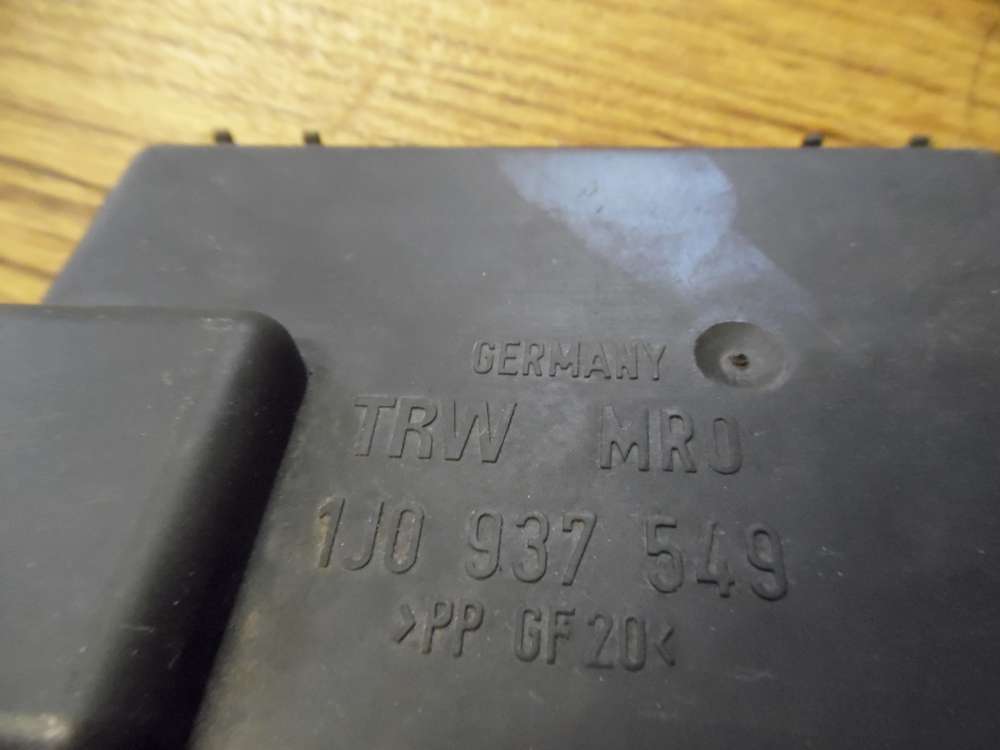 GERMANY
TRW MRO
1J0 937 549
>PP GF20<